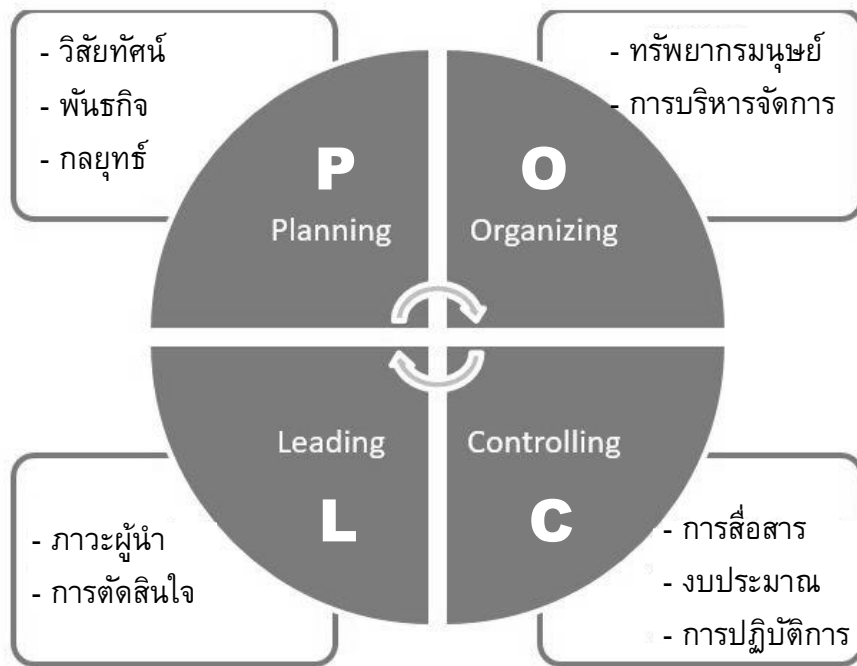 - วิสัยทัศน์
- พันธกิจ
- กลยุทธ์
P
Planning
- ทรัพยากรมนุษย์
- การบริหารจัดการ
O
Organizing
Leading
L
- ภาวะผู้นำ
- การตัดสินใจ
Controlling
C
- การสื่อสาร
- งบประมาณ
- การปฏิบัติการ